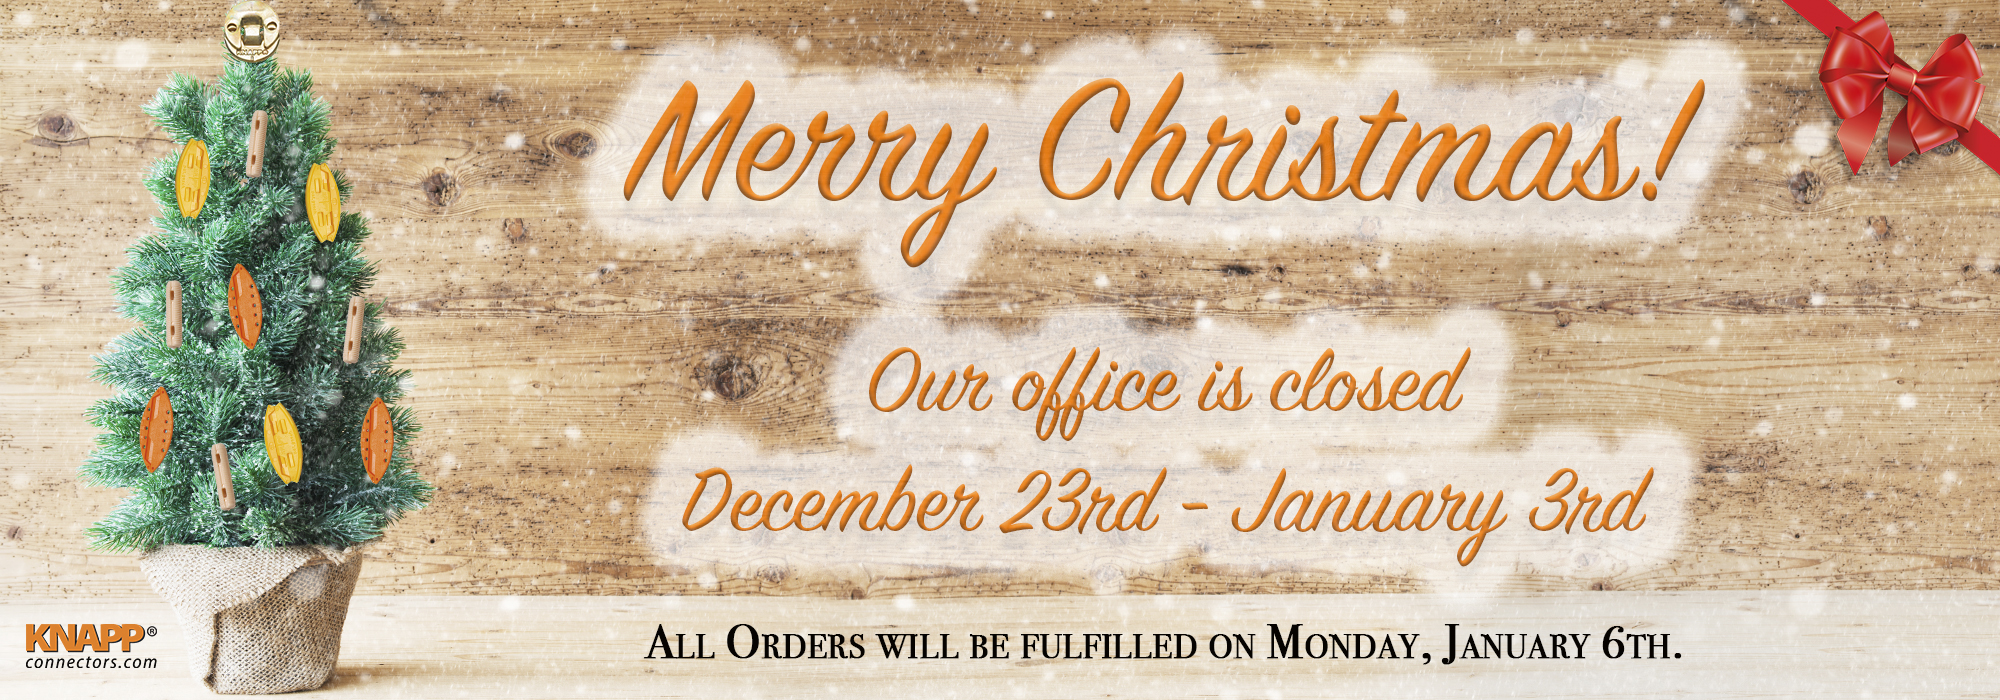 KNAPP
Merry Christmas!
Our office is closed
December 23rd - January 3rd
All Orders will be fulfilled on Monday, January 6th.
KNAPP®
connectors.com